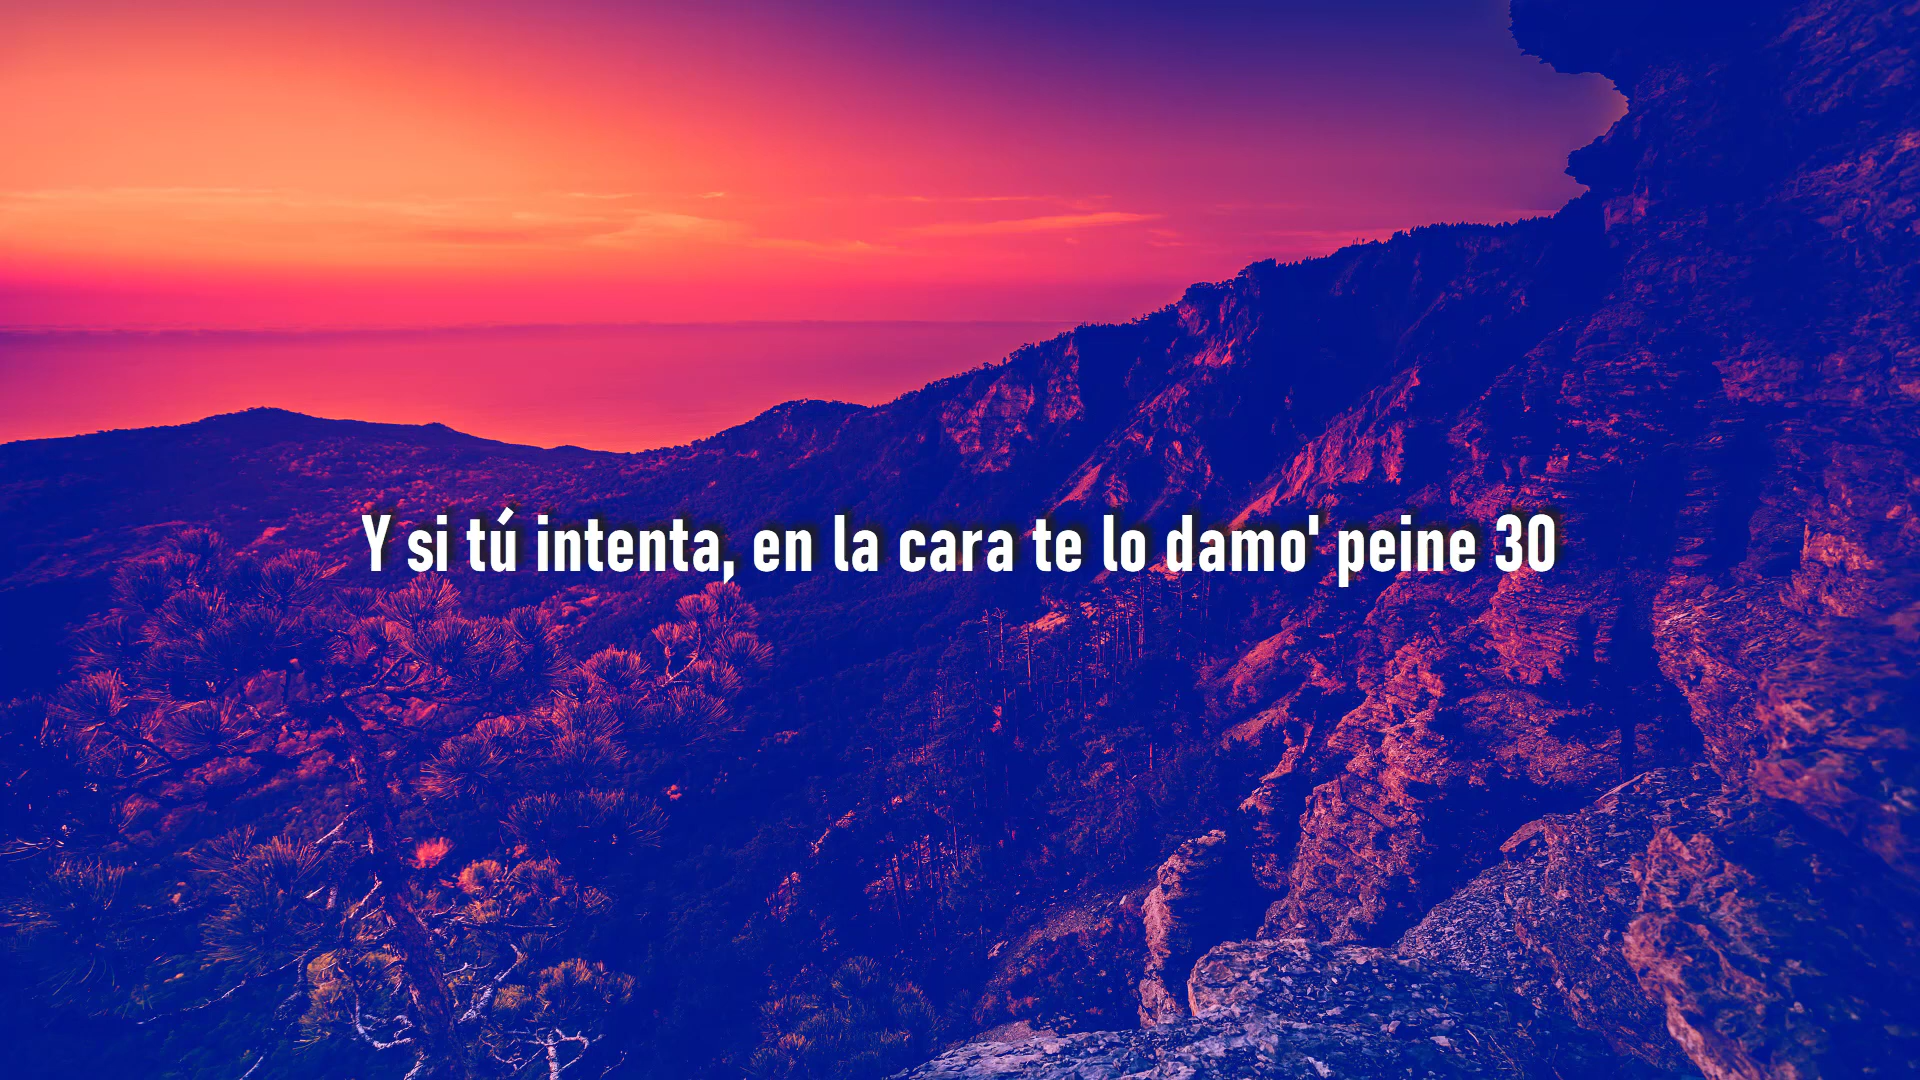 Y si tú intenta, en la cara te lo damo' peine 30